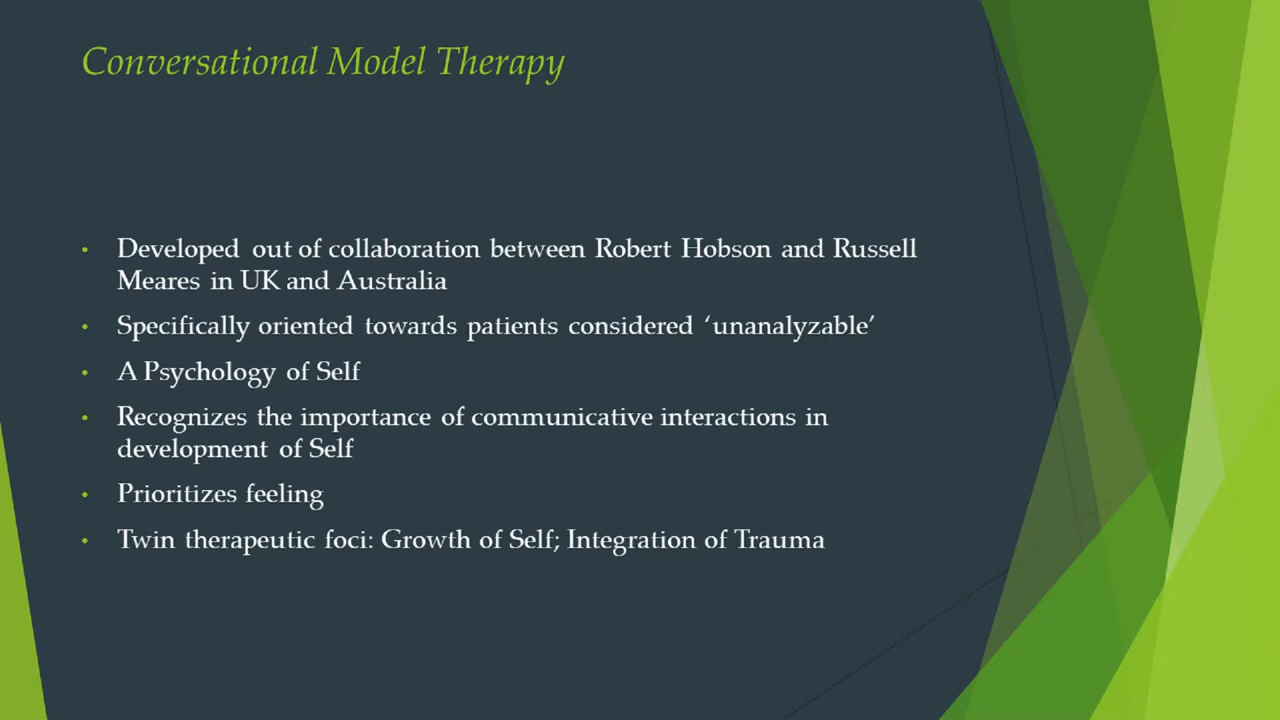 Conversational Model Therapy
• Developed out of collaboration between Robert Hobson and Russell
Meares in UK and Australia
• Specifically oriented towards patients considered ‘unanalyzable’
• A Psychology of Self
• Recognizes the importance of communicative interactions in
development of Self
• Prioritizes feeling
• Twin therapeutic foci: Growth of Self; Integration of Trauma